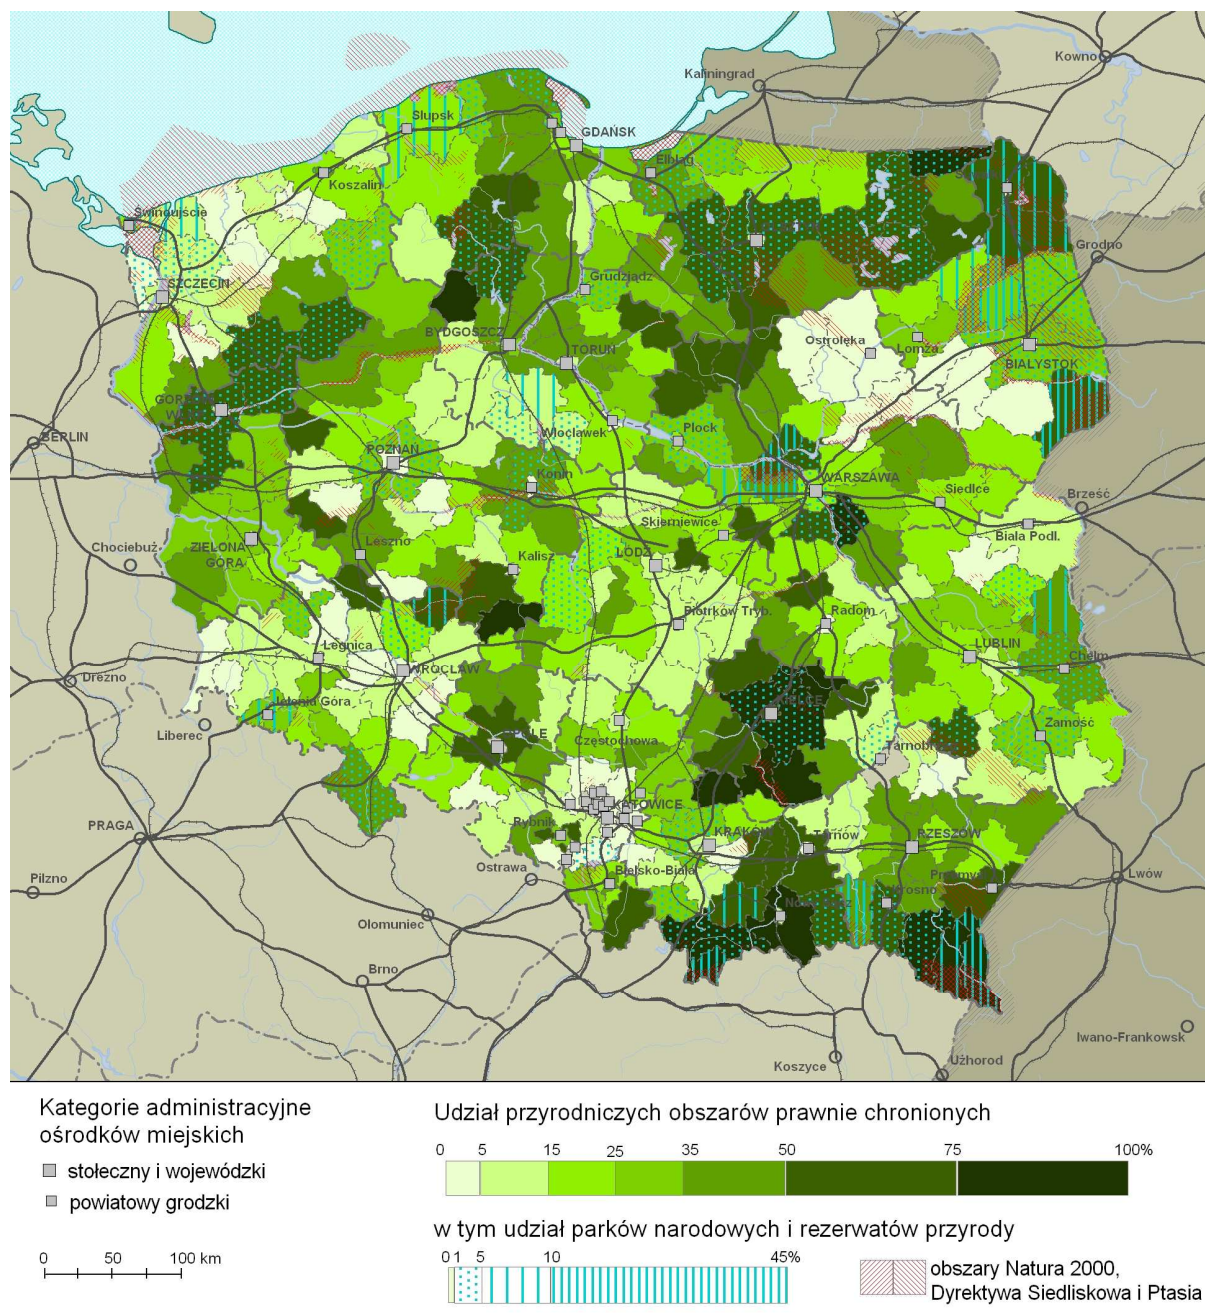 Kowno
Kaliningrad
Słupsk
GDAŃSK
Elbląg
Koszalin
Świnoujście
Grodno
SZCZECIN
Grudziądz
BYDGOSZCZ
Ostrołęka
Łomża
TORUŃ
BIAŁYSTOK
BERLIN
Włocławek
Płock
POZNAŃ
Konin
WARSZAWA
Siedlce
Brześć
Skierniewice
Biała Podl.
Chociebuż
ZIELONA
GÓRA
Leszno
Kalisz
ŁÓDŹ
Piotrków Tryb.
Radom
Legnica
LUBLIN
Chełm
WROCŁAW
Drezno
Jelenia Góra
Liberec
Zamość
Częstochowa
Tarnobrz
KATOWICE
PRAGA
Rybnik
KRAKÓW
Tarnów
RZESZÓW
Ostrawa
Bielsko-Biała
Przemyśl
Lwów
Pilzno
Krosno
Ołomuniec
Brno
Iwano-Frankowsk
Koszyce
Użhorod
Kategorie administracyjne
ośrodków miejskich
stołeczny i wojewódzki
powiatowy grodzki
0 50 100 km
Udział przyrodniczych obszarów prawnie chronionych
0 5 15 25 35 50 75 100%
w tym udział parków narodowych i rezerwatów przyrody
0 1 5 10 45%
obszary Natura 2000,
Dyrektywa Siedliskowa i Ptasia